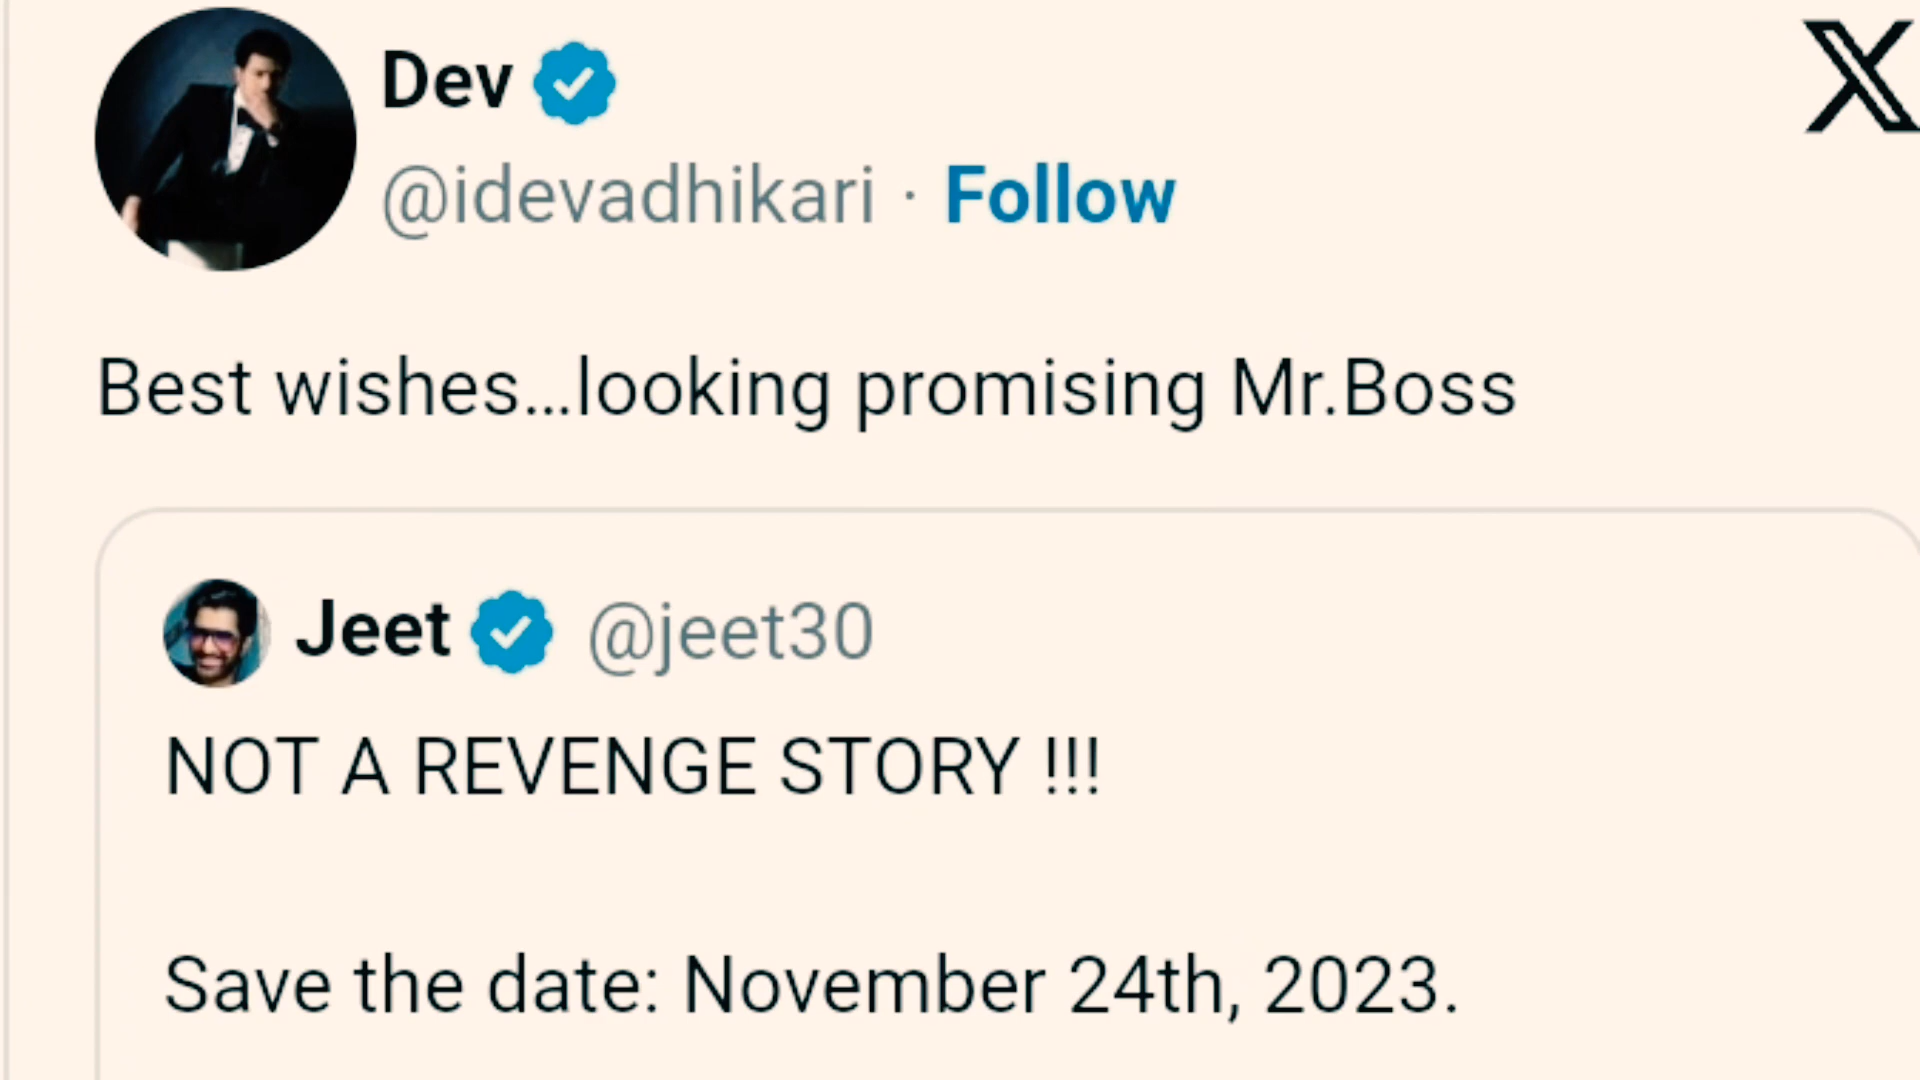 Dev
@idevadhikari · Follow
Best wishes...looking promising Mr.Boss
Jeet @jeet30
NOT A REVENGE STORY !!!
Save the date: November 24th, 2023.